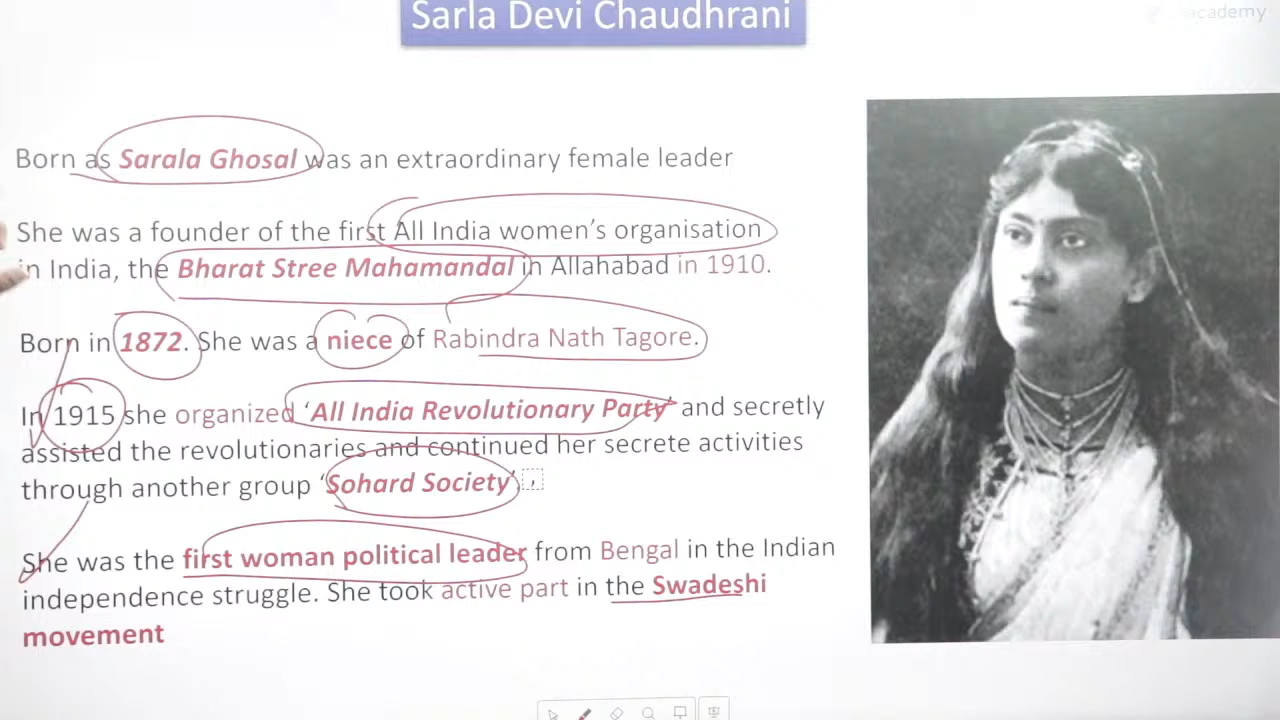 Sarla Devi Chaudhrani
academy
Born as Sarala Ghosal was an extraordinary female leader
She was a founder of the first All India women's organisation
in India, the Bharat Stree Mahamandal in Allahabad in 1910.
Born in 1872. She was a niece of Rabindra Nath Tagore.
In 1915 she organized 'All India Revolutionary Party' and secretly
assisted the revolutionaries and continued her secrete activities
through another group 'Sohard Society',
She was the first woman political leader from Bengal in the Indian
independence struggle. She took active part in the Swadeshi
movement